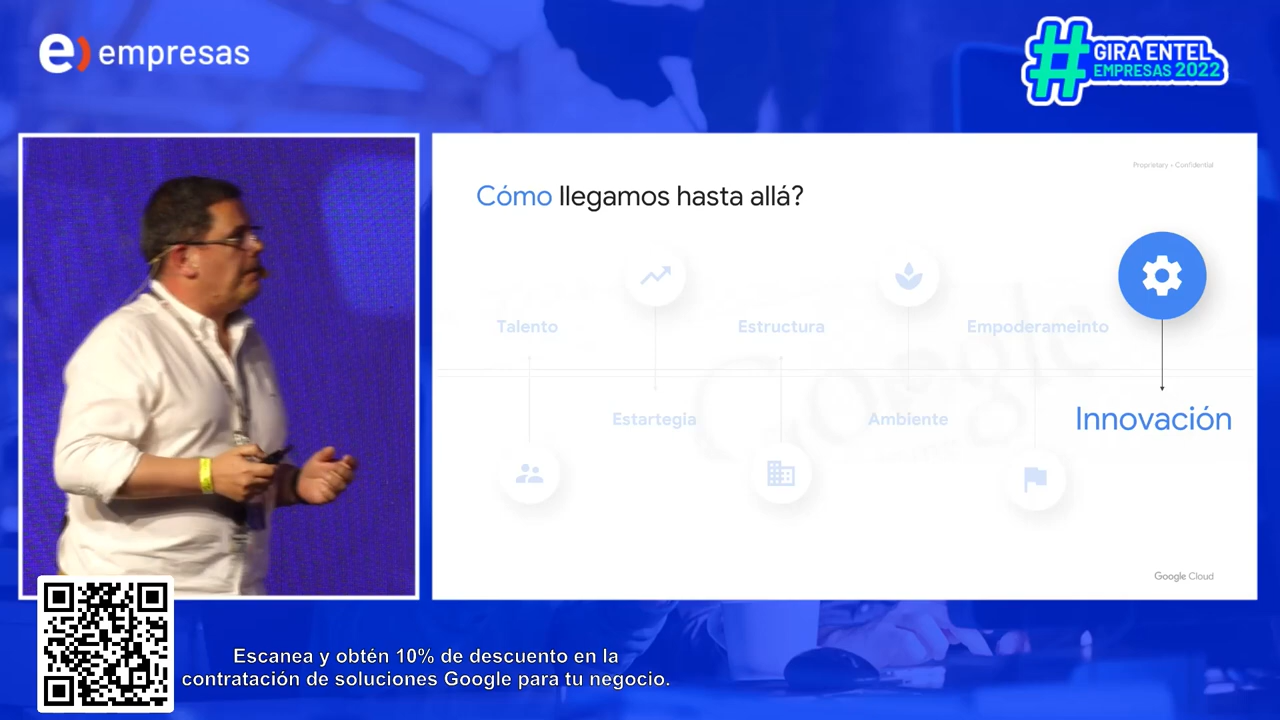 e) empresas
# GIRA ENTEL
EMPRESAS 2022
Proprietary + Confidential
Cómo llegamos hasta allá?
Talento
Estructura
Empoderameinto
Estartegia
Ambiente
Innovación
Google
Google Cloud
Escanea y obtén 10% de descuento en la
contratación de soluciones Google para tu negocio.